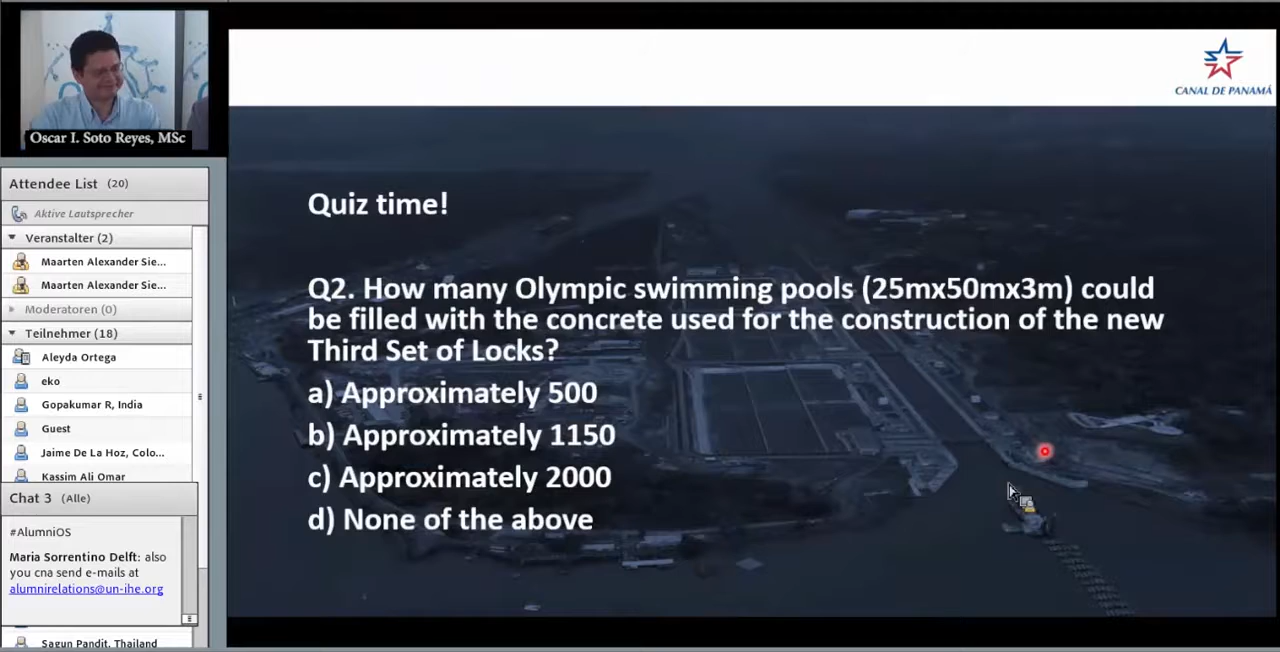 Oscar I. Soto Reyes, MSc
Attendee List (20)
Aktive Lautsprecher
Veranstalter (2)
Maarten Alexander Sie...
Maarten Alexander Sie...
Moderatoren (0)
Teilnehmer (18)
Aleyda Ortega
eko
Gopakumar R, India
Guest
Jaime De La Hoz, Colo...
Kassim Ali Omar
Chat 3 (Alle)
#AlumniOS
Maria Sorrentino Delft: also
you cna send e-mails at
alumnirelations@un-ihe.org
Sagun Pandit, Thailand
CANAL DE PANAMÁ
Quiz time!
Q2. How many Olympic swimming pools (25mx50mx3m) could
be filled with the concrete used for the construction of the new
Third Set of Locks?
a) Approximately 500
b) Approximately 1150
c) Approximately 2000
d) None of the above